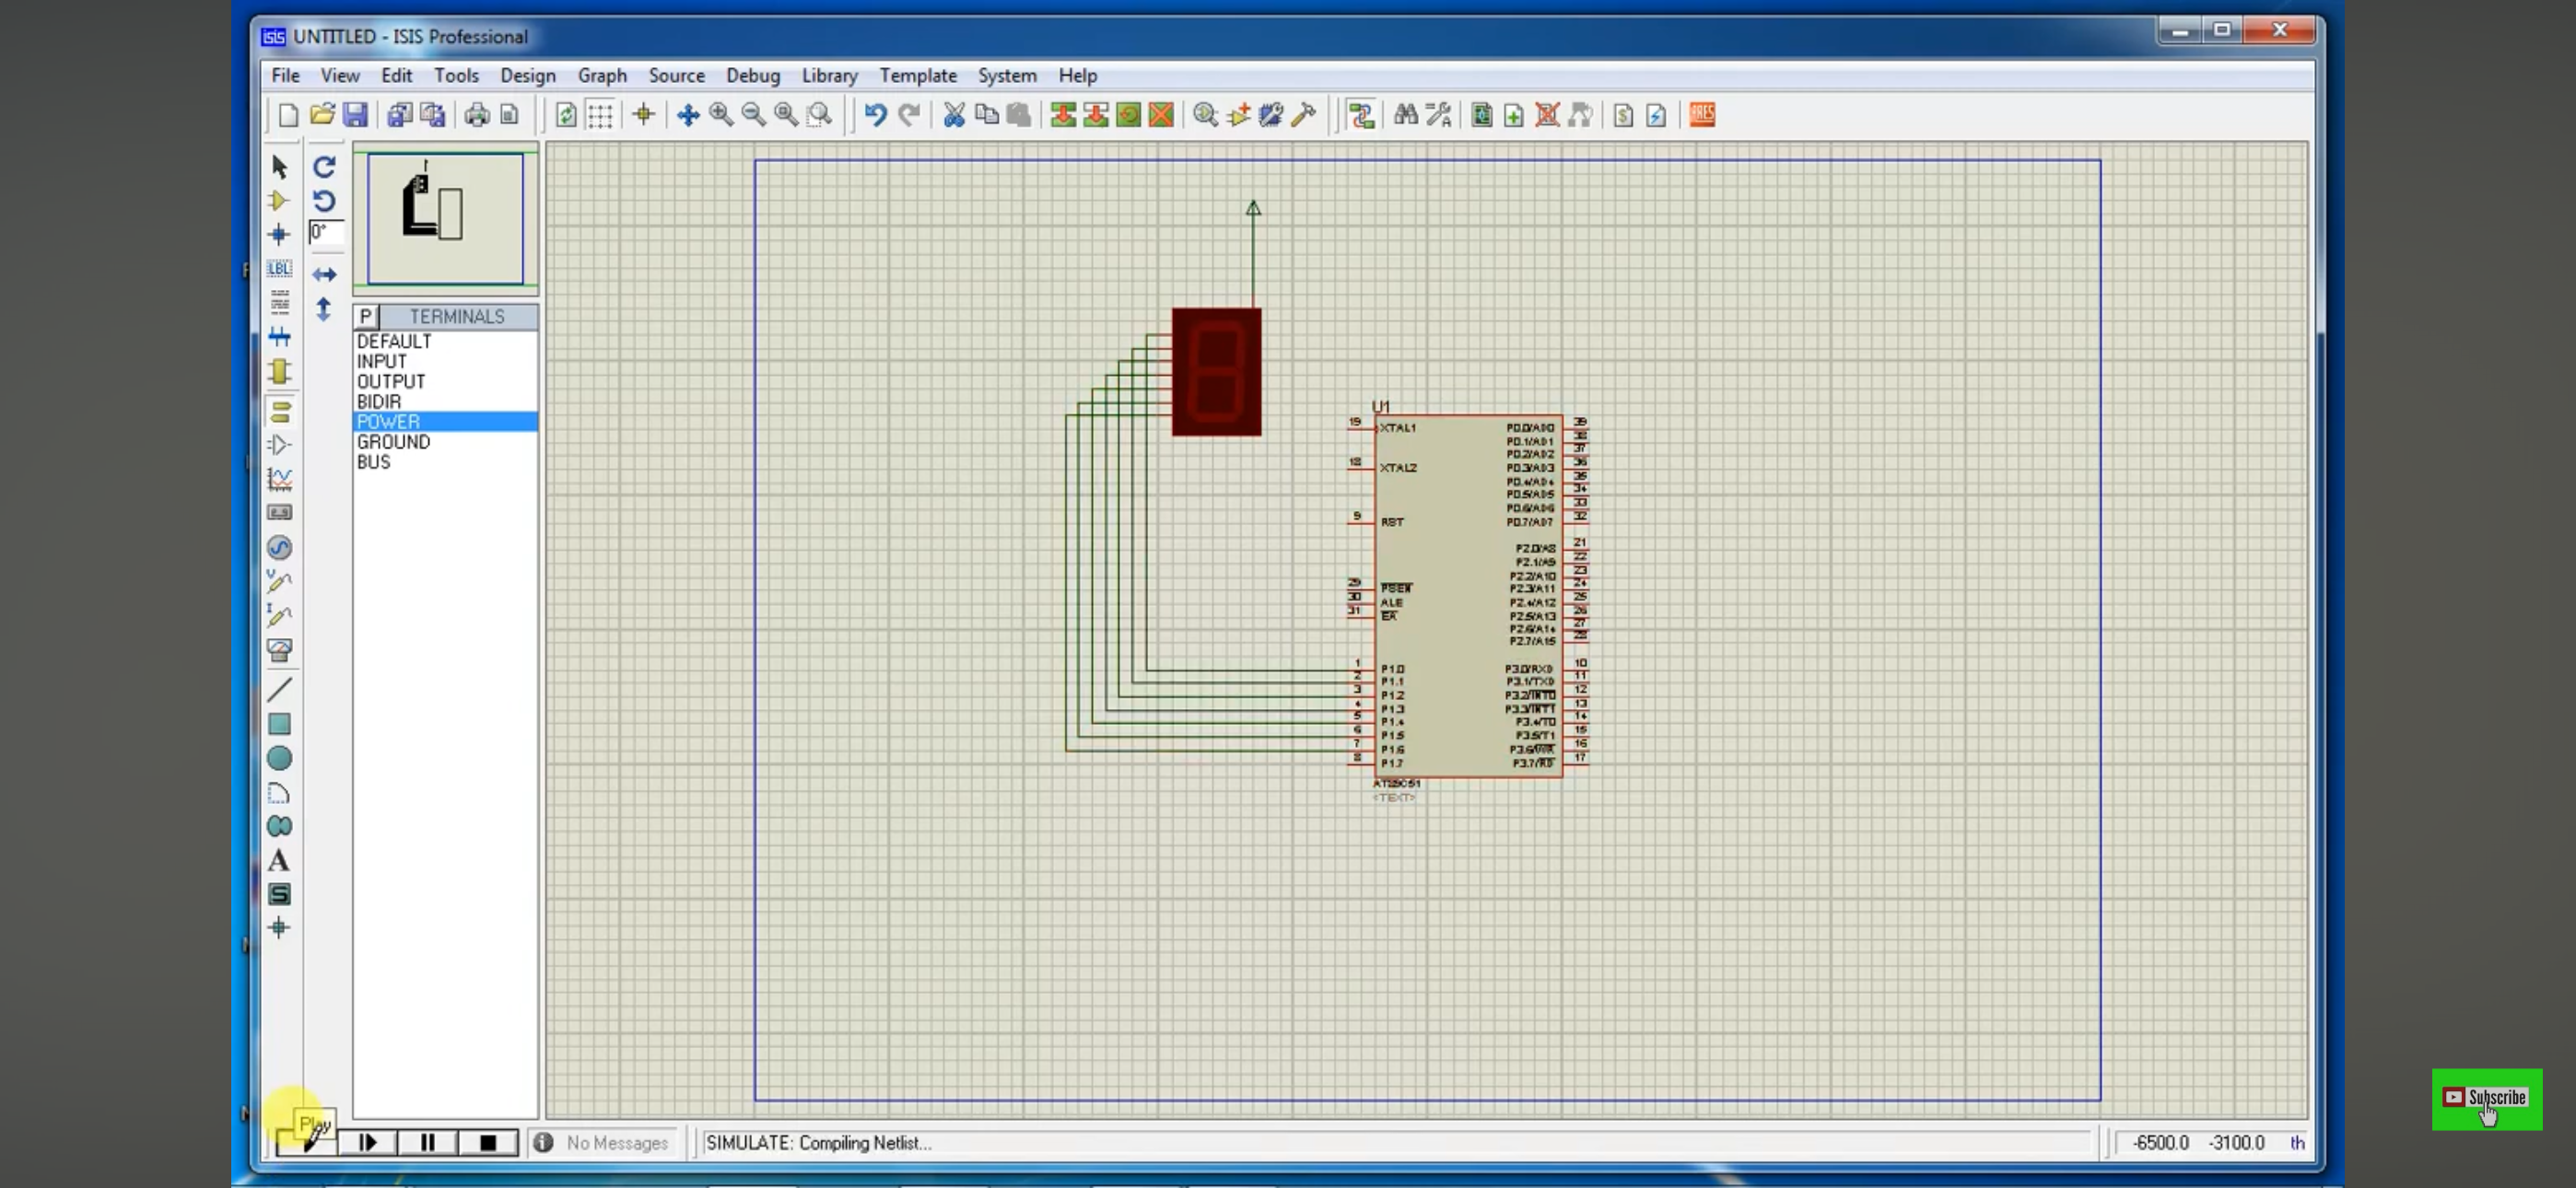 ISIS UNTITLED - ISIS Professional
File View Edit Tools Design Graph Source Debug Library Template System Help
ARES
LBL
0°
P TERMINALS
DEFAULT
INPUT
OUTPUT
BIDIR
POWER
GROUND
BUS
A
S
U1
19 XTAL1
18 XTAL2
9 RST
29 PSEN
30 ALE
31 EA
1 P1.0
2 P1.1
3 P1.2
4 P1.3
5 P1.4
6 P1.5
7 P1.6
8 P1.7
P0.0/AD0 39
P0.1/AD1 38
P0.2/AD2 37
P0.3/AD3 36
P0.4/AD4 35
P0.5/AD5 34
P0.6/AD6 33
P0.7/AD7 32
P2.0/A8 21
P2.1/A9 22
P2.2/A10 23
P2.3/A11 24
P2.4/A12 25
P2.5/A13 26
P2.6/A14 27
P2.7/A15 28
P3.0/RXD 10
P3.1/TXD 11
P3.2/INT0 12
P3.3/INT1 13
P3.4/T0 14
P3.5/T1 15
P3.6/WR 16
P3.7/RD 17
<TEXT>
Play
No Messages
SIMULATE: Compiling Netlist...
-6500.0 -3100.0 th
Subscribe